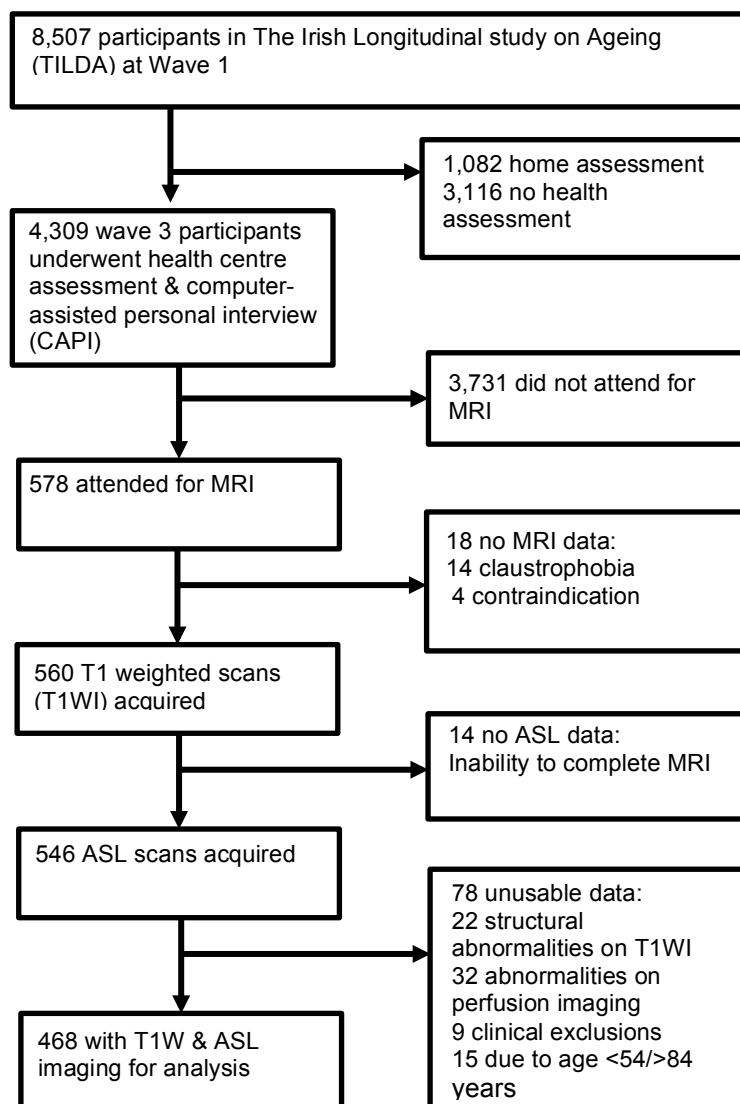 8,507 participants in The Irish Longitudinal study on Ageing
(TILDA) at Wave 1
1,082 home assessment
3,116 no health
assessment
4,309 wave 3 participants
underwent health centre
assessment & computer-
assisted personal interview
(CAPI)
3,731 did not attend for
MRI
578 attended for MRI
18 no MRI data:
14 claustrophobia
4 contraindication
560 T1 weighted scans
(T1WI) acquired
14 no ASL data:
Inability to complete MRI
546 ASL scans acquired
78 unusable data:
22 structural
abnormalities on T1WI
32 abnormalities on
perfusion imaging
9 clinical exclusions
15 due to age <54/>84
years
468 with T1W & ASL
imaging for analysis